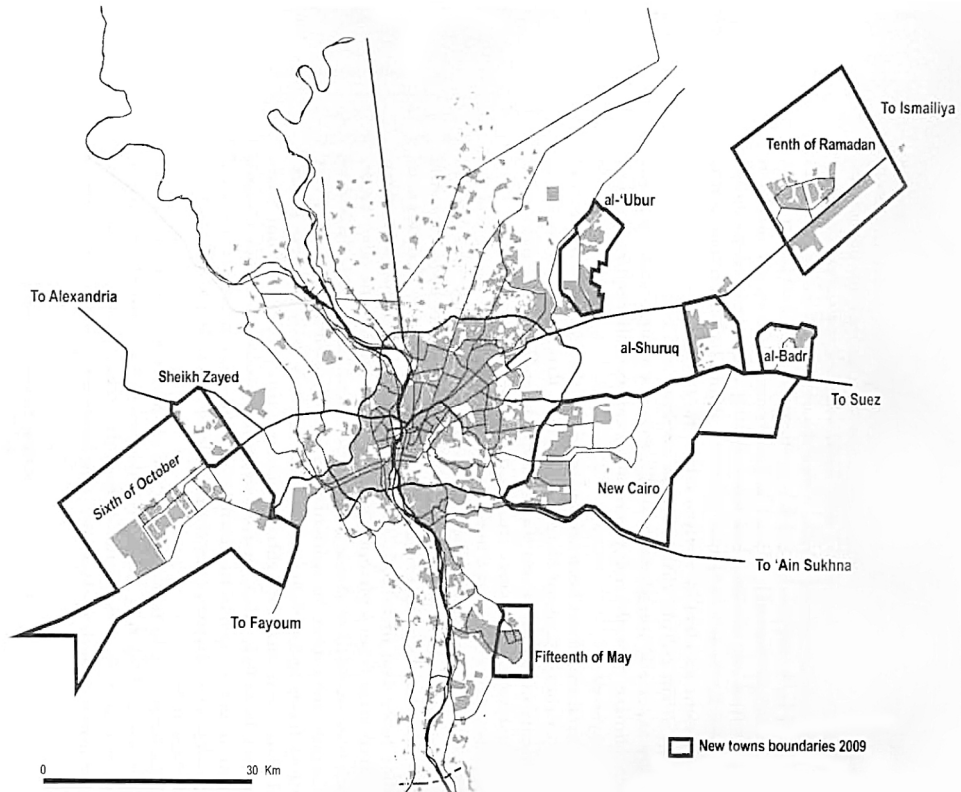 To Ismailiya
Tenth of Ramadan
al-‘Ubur
To Alexandria
al-Shuruq
al-Badr
Sheikh Zayed
To Suez
Sixth of October
New Cairo
To ‘Ain Sukhna
To Fayoum
Fifteenth of May
New towns boundaries 2009
0 30 Km